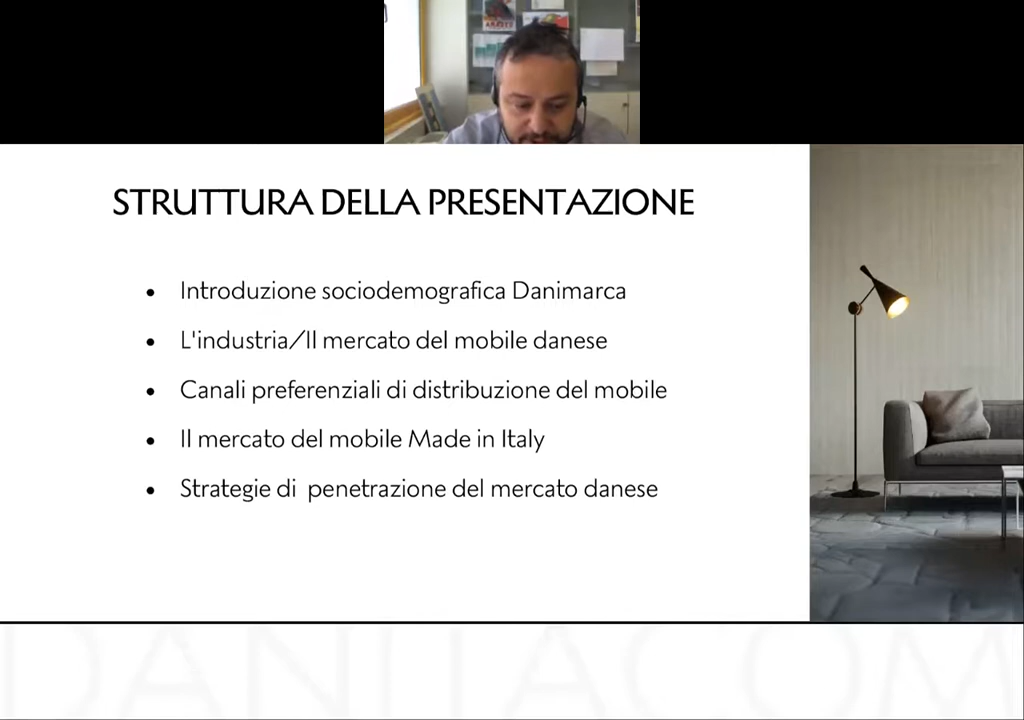 STRUTTURA DELLA PRESENTAZIONE
• Introduzione sociodemografica Danimarca
• L'industria/Il mercato del mobile danese
• Canali preferenziali di distribuzione del mobile
• Il mercato del mobile Made in Italy
• Strategie di  penetrazione del mercato danese
DANITACOM